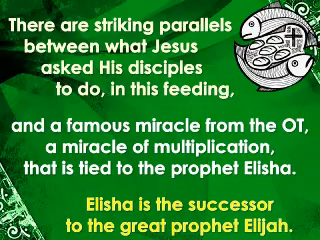 There are striking parallels
between what Jesus
asked His disciples
to do, in this feeding,
and a famous miracle from the OT,
a miracle of multiplication,
that is tied to the prophet Elisha.
Elisha is the successor
to the great prophet Elijah.